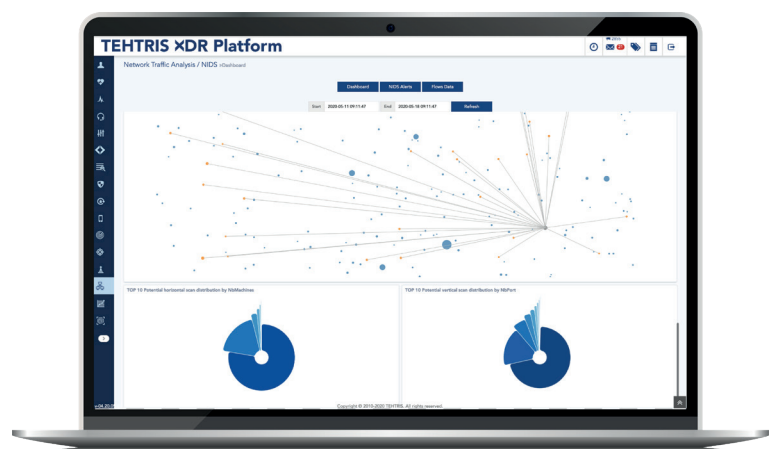 TEHTRIS XDR Platform
Network Traffic Analysis / NIDS >Dashboard
Dashboard NIDS Alerts Flows Data
Start 2020-05-11 09:11:47 End 2020-05-18 09:11:47 Refresh
TOP 10 Potential horizontal scan distribution by NbMachines TOP 10 Potential vertical scan distribution by NbPort
Copyright © 2010-2020 TEHTRIS. All rights reserved.